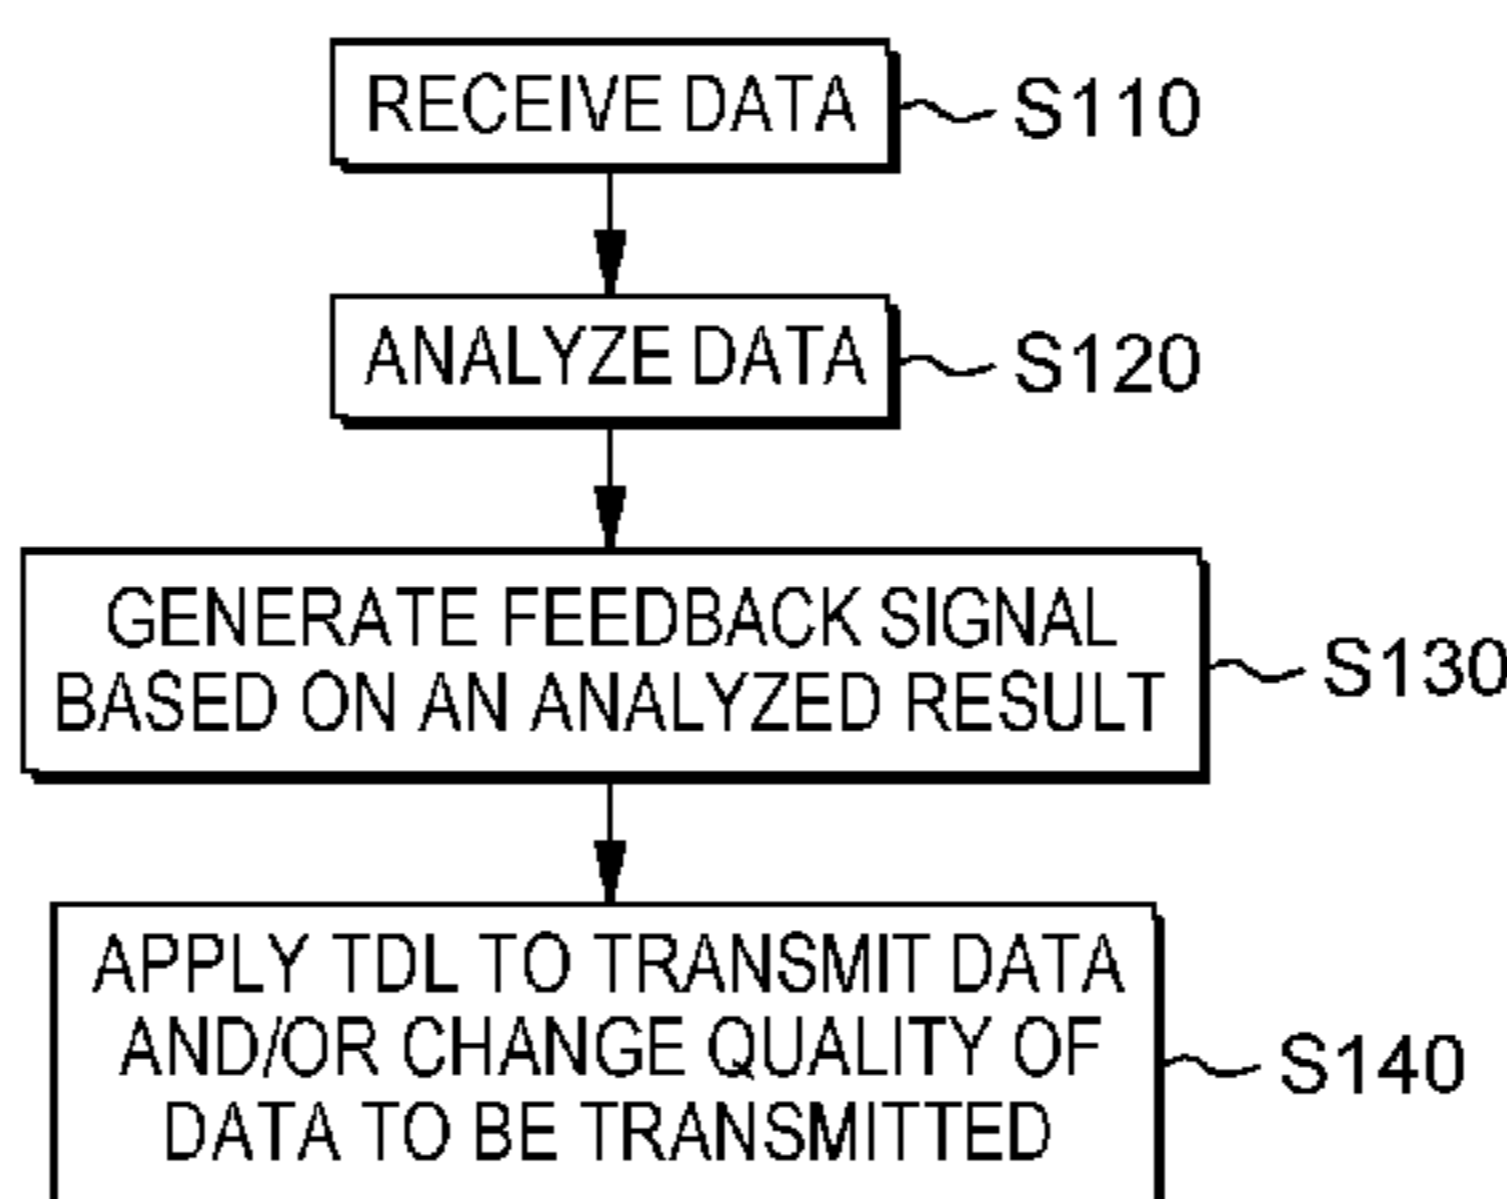 RECEIVE DATA
S110
ANALYZE DATA
S120
GENERATE FEEDBACK SIGNAL
BASED ON AN ANALYZED RESULT
S130
APPLY TDL TO TRANSMIT DATA
AND/OR CHANGE QUALITY OF
DATA TO BE TRANSMITTED
S140